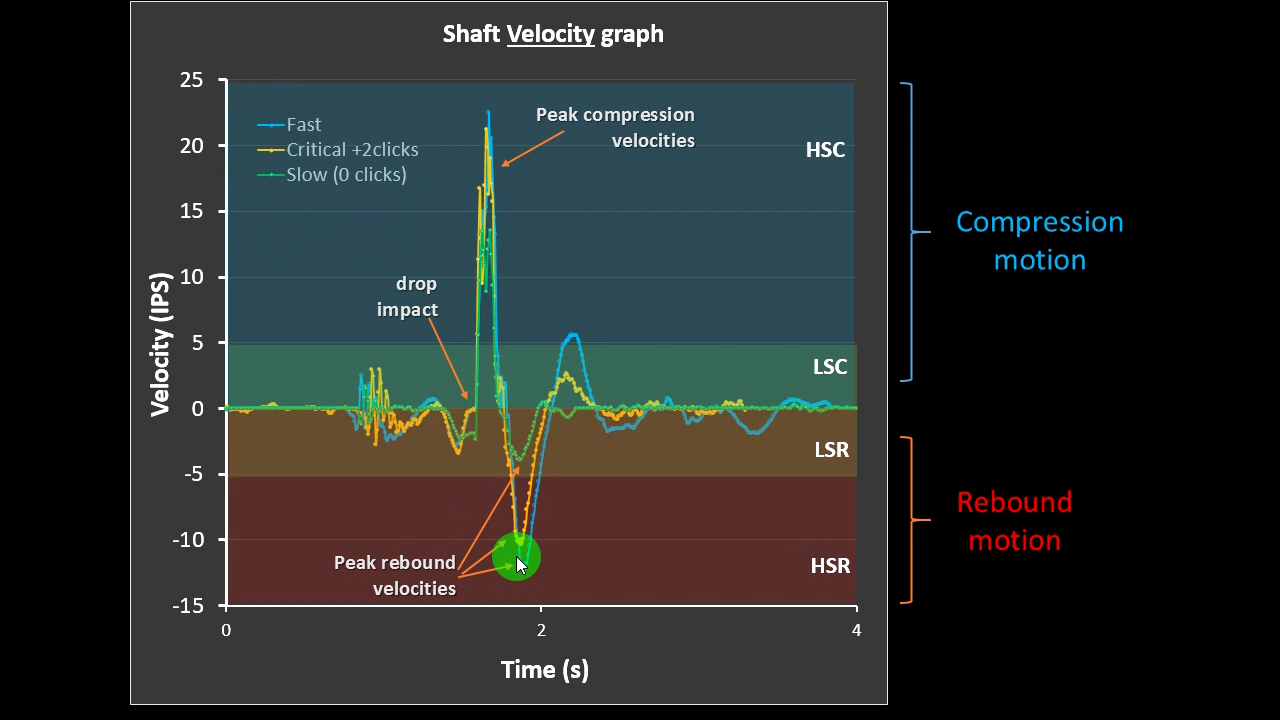 Shaft Velocity graph
25
20
15
10
5
0
-5
-10
-15
Velocity (IPS)
Fast
Critical +2clicks
Slow (0 clicks)
Peak compression
velocities
HSC
drop
impact
LSC
LSR
Peak rebound
velocities
HSR
0
2
4
Time (s)
Compression
motion
Rebound
motion